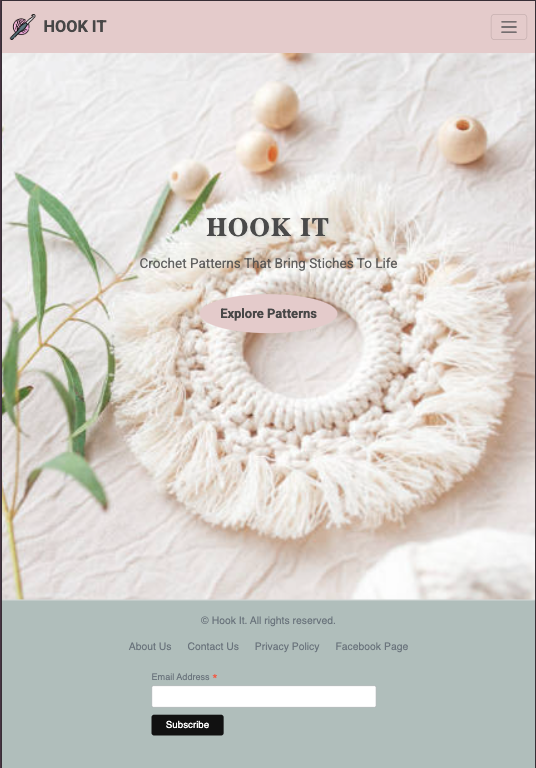 HOOK IT
HOOK IT
Crochet Patterns That Bring Stiches To Life
Explore Patterns
© Hook It. All rights reserved.
About Us Contact Us Privacy Policy Facebook Page
Email Address *
Subscribe